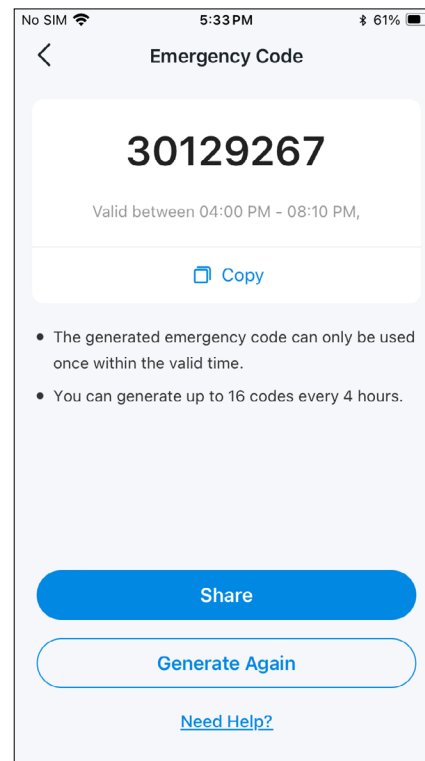 No SIM 5:33 PM 61%
Emergency Code
30129267
Valid between 04:00 PM - 08:10 PM,
Copy
• The generated emergency code can only be used
once within the valid time.
• You can generate up to 16 codes every 4 hours.
Share
Generate Again
Need Help?